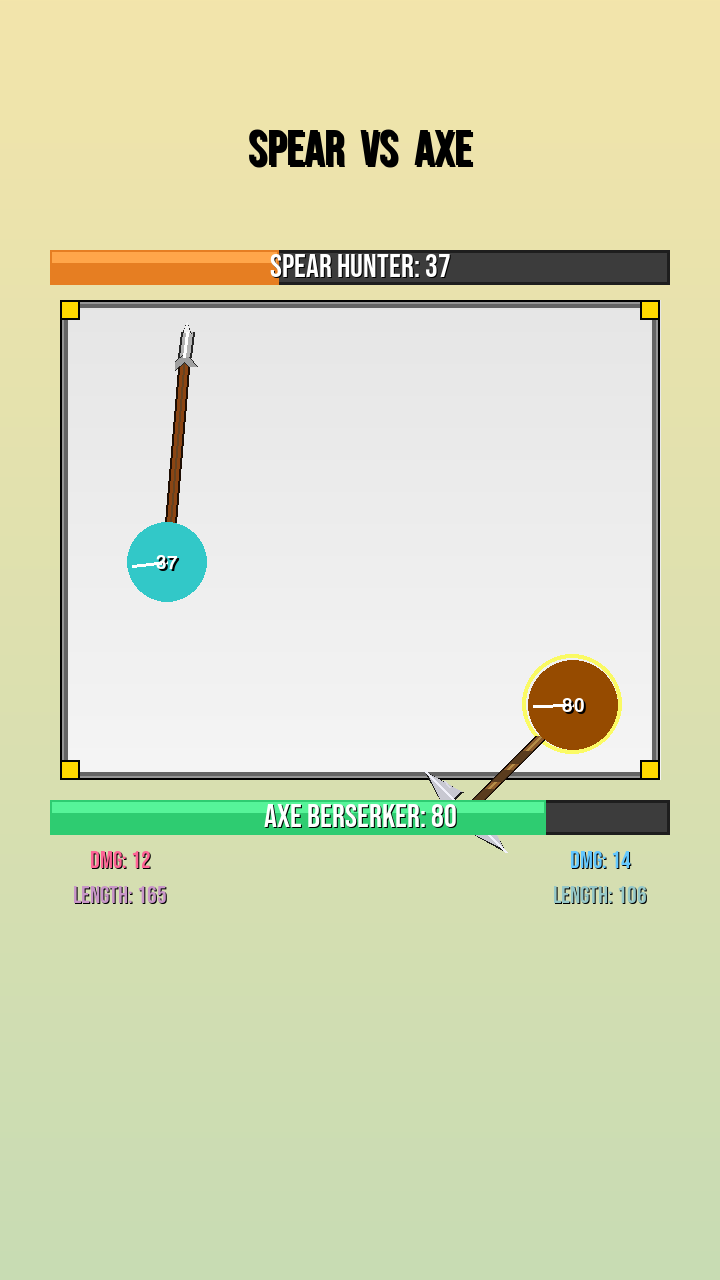 SPEAR VS AXE
SPEAR HUNTER: 37
37
80
AXE BERSERKER: 80
DMG: 12
DMG: 14
LENGTH: 165
LENGTH: 106